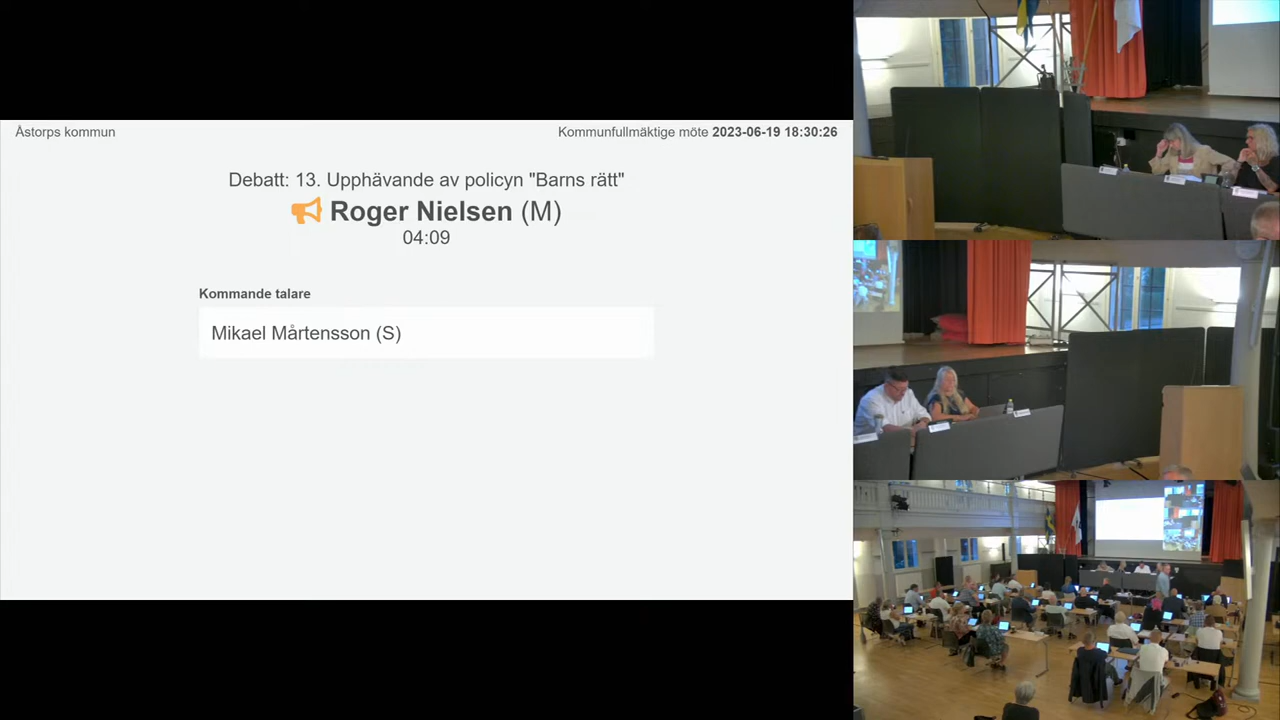 Åstorps kommun
Kommunfullmäktige möte 2023-06-19 18:30:26
Debatt: 13. Upphävande av policyn "Barns rätt"
Roger Nielsen (M)
04:09
Kommande talare
Mikael Mårtensson (S)